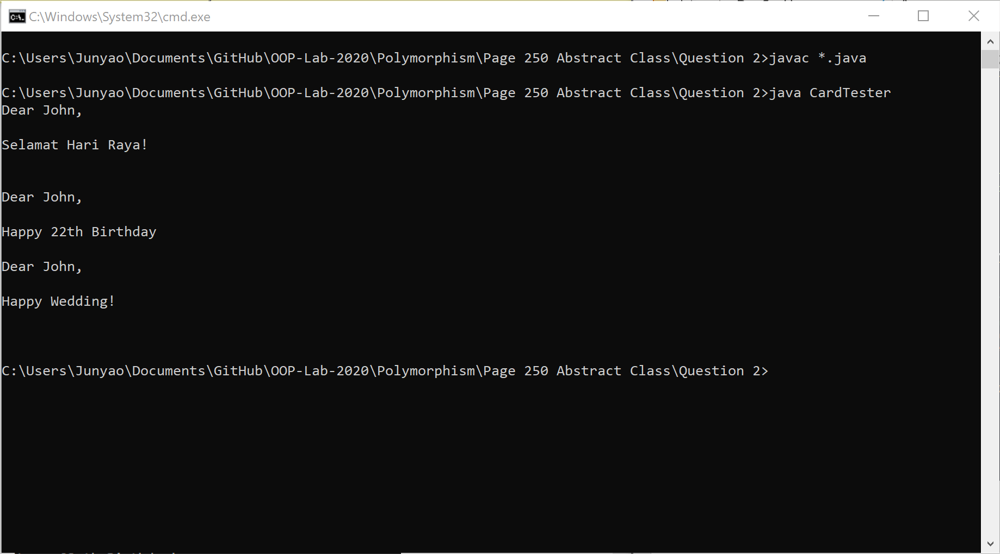 C:\Windows\System32\cmd.exe
C:\Users\Junyao\Documents\GitHub\OOP-Lab-2020\Polymorphism\Page 250 Abstract Class\Question 2>javac *.java
C:\Users\Junyao\Documents\GitHub\OOP-Lab-2020\Polymorphism\Page 250 Abstract Class\Question 2>java CardTester
Dear John,
Selamat Hari Raya!
Dear John,
Happy 22th Birthday
Dear John,
Happy Wedding!
C:\Users\Junyao\Documents\GitHub\OOP-Lab-2020\Polymorphism\Page 250 Abstract Class\Question 2>